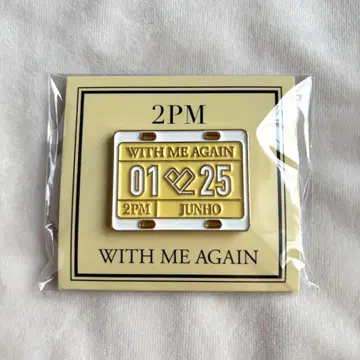 2PM
WITH ME AGAIN
01 25
2PM JUNHO
WITH ME AGAIN